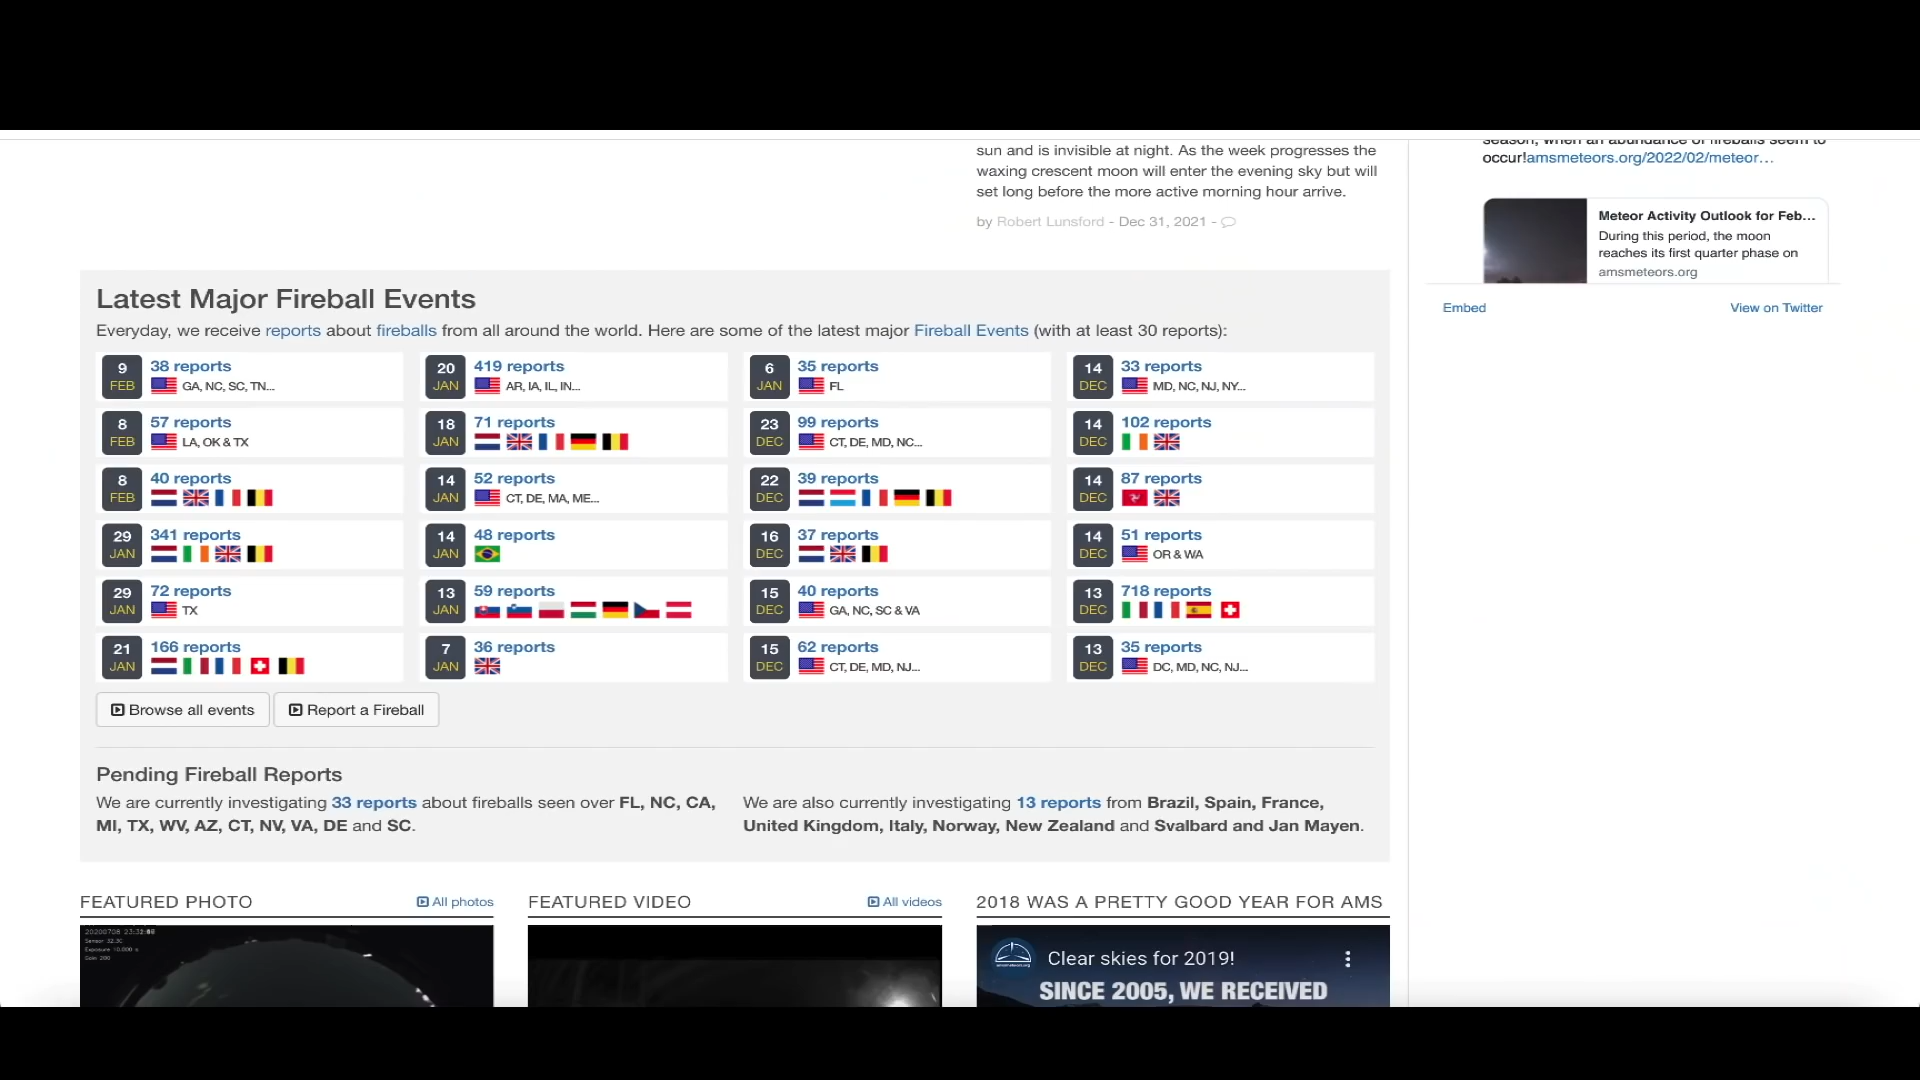 sun and is invisible at night. As the week progresses the
waxing crescent moon will enter the evening sky but will
set long before the more active morning hour arrive.
by Robert Lunsford - Dec 31, 2021 -
season, when an abundance of fireballs seem to
occur!amsmeteors.org/2022/02/meteor…
Meteor Activity Outlook for Feb...
During this period, the moon
reaches its first quarter phase on
amsmeteors.org
Embed
View on Twitter
Latest Major Fireball Events
Everyday, we receive reports about fireballs from all around the world. Here are some of the latest major Fireball Events (with at least 30 reports):
9 FEB
38 reports
GA, NC, SC, TN...
8 FEB
57 reports
LA, OK & TX
8 FEB
40 reports
29 JAN
341 reports
29 JAN
72 reports
TX
21 JAN
166 reports
20 JAN
419 reports
AR, IA, IL, IN...
18 JAN
71 reports
14 JAN
52 reports
CT, DE, MA, ME...
14 JAN
48 reports
13 JAN
59 reports
7 JAN
36 reports
6 JAN
35 reports
FL
23 DEC
99 reports
CT, DE, MD, NC...
22 DEC
39 reports
16 DEC
37 reports
15 DEC
40 reports
GA, NC, SC & VA
15 DEC
62 reports
CT, DE, MD, NJ...
14 DEC
33 reports
MD, NC, NJ, NY...
14 DEC
102 reports
14 DEC
87 reports
14 DEC
51 reports
OR & WA
13 DEC
718 reports
13 DEC
35 reports
DC, MD, NC, NJ...
Browse all events
Report a Fireball
Pending Fireball Reports
We are currently investigating 33 reports about fireballs seen over FL, NC, CA,
MI, TX, WV, AZ, CT, NV, VA, DE and SC.
We are also currently investigating 13 reports from Brazil, Spain, France,
United Kingdom, Italy, Norway, New Zealand and Svalbard and Jan Mayen.
FEATURED PHOTO
All photos
FEATURED VIDEO
All videos
2018 WAS A PRETTY GOOD YEAR FOR AMS
Clear skies for 2019!
SINCE 2005, WE RECEIVED